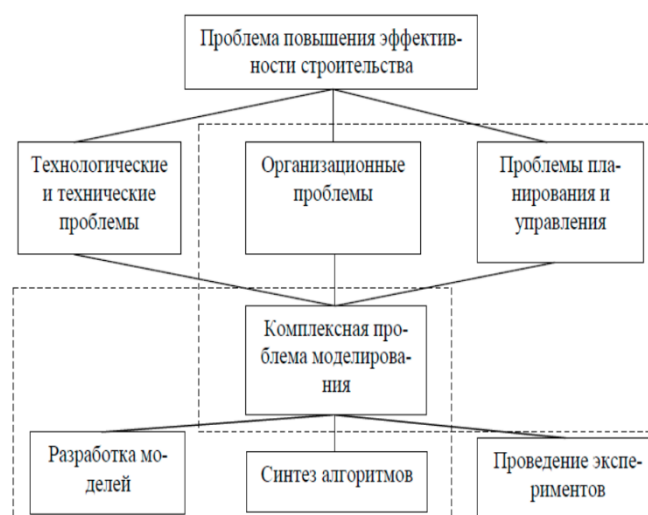 Проблема повышения эффектив-
ности строительства
Технологические
и технические
проблемы
Организационные
проблемы
Проблемы пла-
нирования и
управления
Комплексная про-
блема моделирова-
ния
Разработка мо-
делей
Синтез алгоритмов
Проведение экспе-
риментов